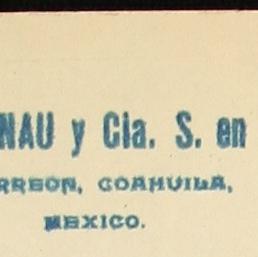 NAU y Cia. S. en
RREON, COAHUILA,
MEXICO.